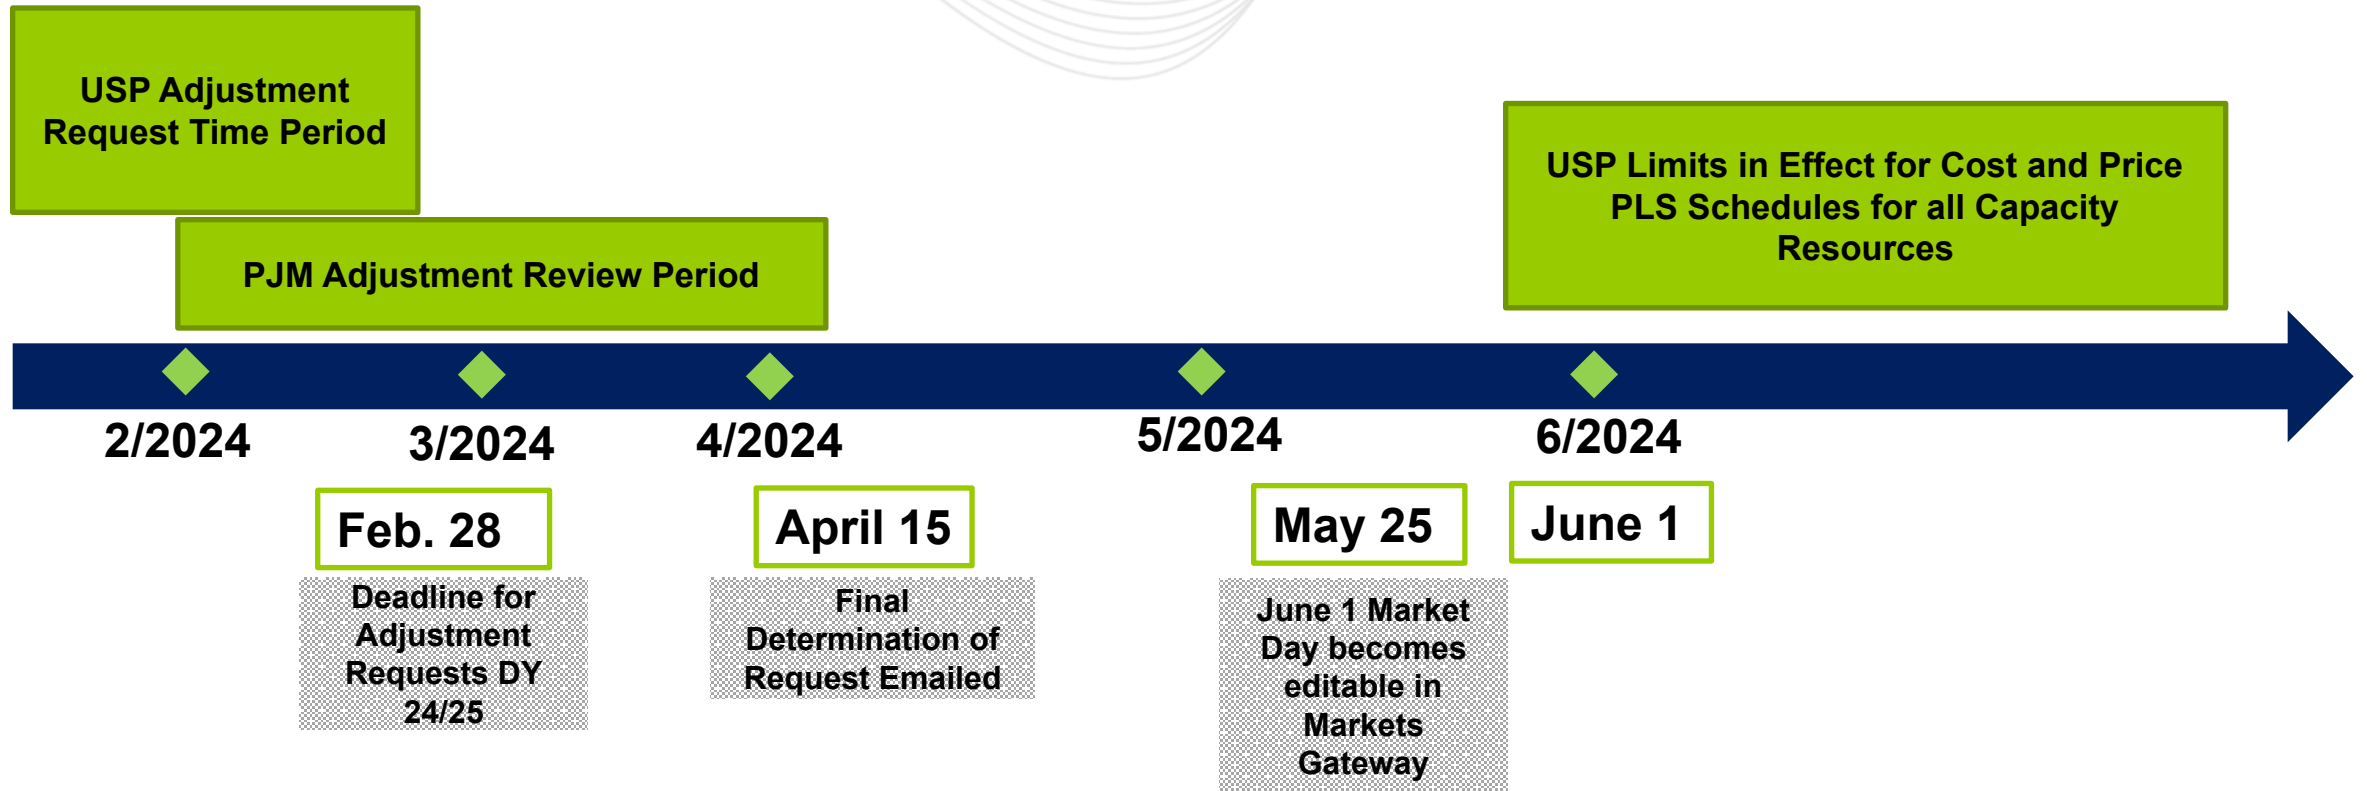 USP Adjustment
Request Time Period
PJM Adjustment Review Period
USP Limits in Effect for Cost and Price
PLS Schedules for all Capacity
Resources
2/2024
3/2024
4/2024
5/2024
6/2024
Feb. 28
Deadline for
Adjustment
Requests DY
24/25
April 15
Final
Determination of
Request Emailed
May 25
June 1 Market
Day becomes
editable in
Markets
Gateway
June 1